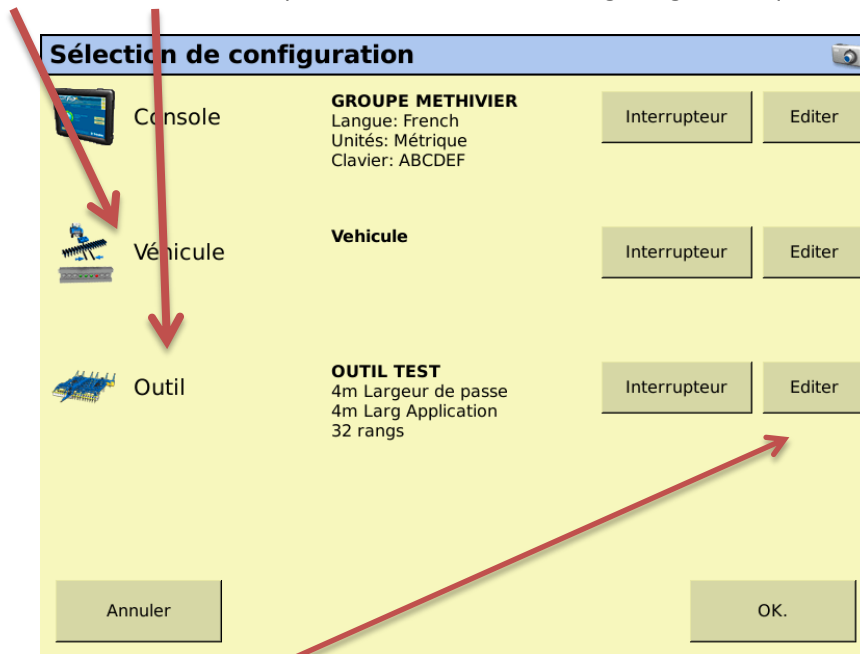 Sélection de configuration
Console
GROUPE METHIVIER
Langue: French
Unités: Métrique
Clavier: ABCDEF
Interrupteur
Editer
Véhicule
Vehicule
Interrupteur
Editer
Outil
OUTIL TEST
4m Largeur de passe
4m Larg Application
32 rangs
Interrupteur
Editer
Annuler
OK.